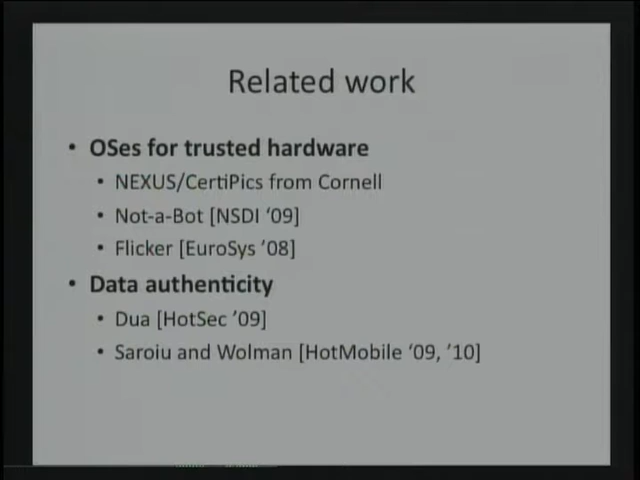 Related work
• OSes for trusted hardware
• NEXUS/CertiPics from Cornell
• Not-a-Bot [NSDI ‘09]
• Flicker [EuroSys ’08]
• Data authenticity
• Dua [HotSec ’09]
• Saroiu and Wolman [HotMobile ‘09, ’10]